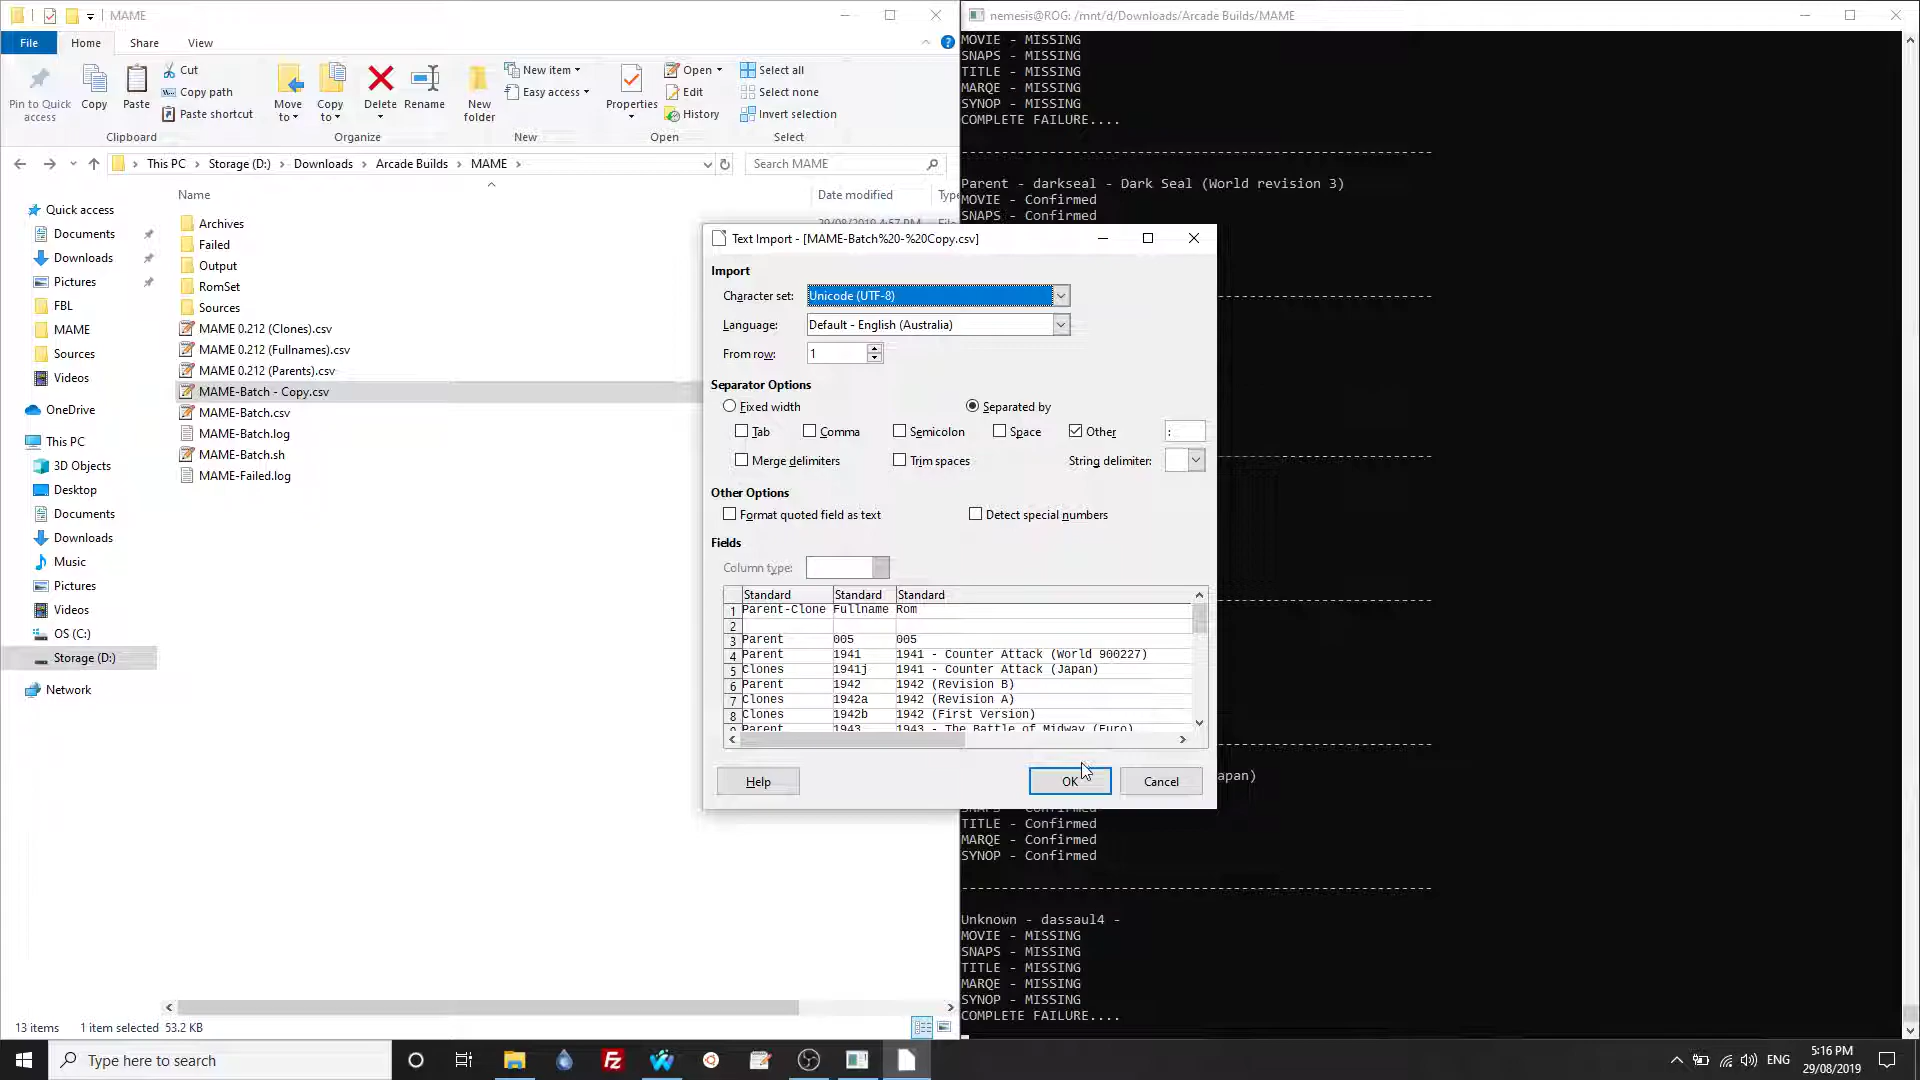 MAME
File
Home
Share
View
Pin to Quick access
Copy
Paste
Cut
Copy path
Paste shortcut
Clipboard
Move to
Copy to
Delete
Rename
Organize
New folder
New item
Easy access
New
Properties
Open
Edit
History
Open
Select all
Select none
Invert selection
Select
This PC > Storage (D:) > Downloads > Arcade Builds > MAME >
Search MAME
Name
Date modified
Type
Quick access
Documents
Downloads
Pictures
FBL
MAME
Sources
Videos
OneDrive
This PC
3D Objects
Desktop
Documents
Downloads
Music
Pictures
Videos
OS (C:)
Storage (D:)
Network
Archives
Failed
Output
RomSet
Sources
MAME 0.212 (Clones).csv
MAME 0.212 (Fullnames).csv
MAME 0.212 (Parents).csv
MAME-Batch - Copy.csv
MAME-Batch.csv
MAME-Batch.log
MAME-Batch.sh
MAME-Failed.log
13 items
1 item selected 53.2 KB
Text Import - [MAME-Batch%20-%20Copy.csv]
Import
Character set: Unicode (UTF-8)
Language: Default - English (Australia)
From row: 1
Separator Options
Fixed width
Separated by
Tab
Comma
Semicolon
Space
Other
:
Merge delimiters
Trim spaces
String delimiter:
Other Options
Format quoted field as text
Detect special numbers
Fields
Column type:
Standard Standard Standard
1 Parent-Clone Fullname Rom
2
3 Parent 005 005
4 Parent 1941 1941 - Counter Attack (World 900227)
5 Clones 1941j 1941 - Counter Attack (Japan)
6 Parent 1942 1942 (Revision B)
7 Clones 1942a 1942 (Revision A)
8 Clones 1942b 1942 (First Version)
9 Parent 1943 1943 - The Battle of Midway (Euro)
Help
OK
Cancel
nemesis@ROG: /mnt/d/Downloads/Arcade Builds/MAME
MOVIE - MISSING
SNAPS - MISSING
TITLE - MISSING
MARQE - MISSING
SYNOP - MISSING
COMPLETE FAILURE....
Parent - darkseal - Dark Seal (World revision 3)
MOVIE - Confirmed
SNAPS - Confirmed
apan)
SNAPS - Confirmed
TITLE - Confirmed
MARQE - Confirmed
SYNOP - Confirmed
Unknown - dassaul4 -
MOVIE - MISSING
SNAPS - MISSING
TITLE - MISSING
MARQE - MISSING
SYNOP - MISSING
COMPLETE FAILURE....
Type here to search
ENG
5:16 PM
29/08/2019